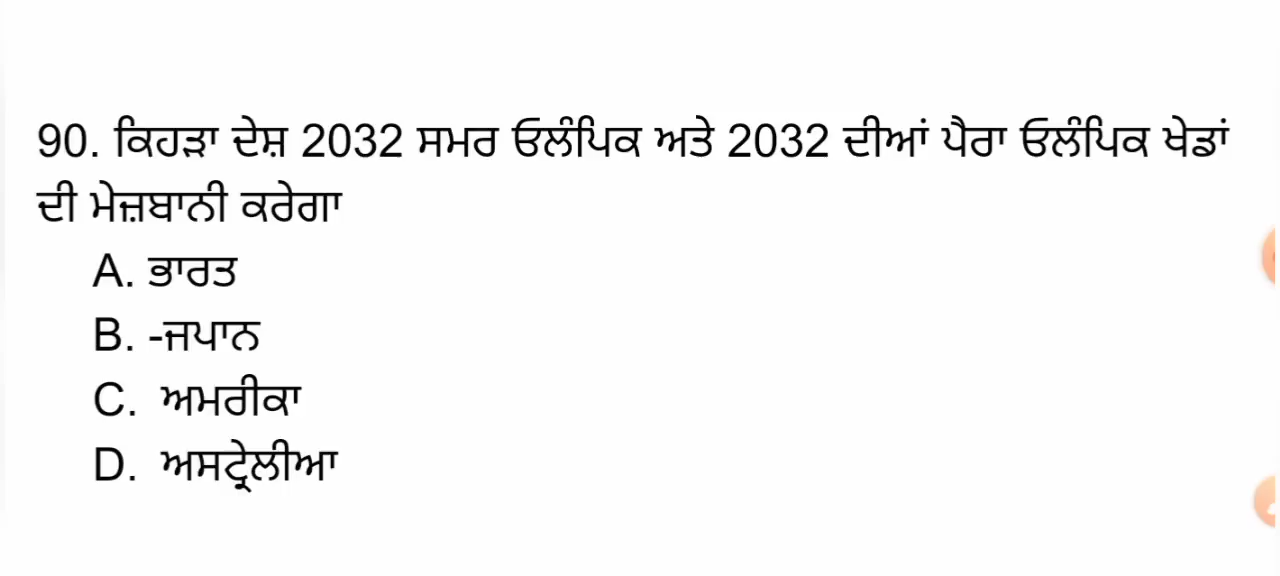 90. ਕਿਹੜਾ ਦੇਸ਼ 2032 ਸਮਰ ਓਲੰਪਿਕ ਅਤੇ 2032 ਦੀਆਂ ਪੈਰਾ ਓਲੰਪਿਕ ਖੇਡਾਂ
ਦੀ ਮੇਜ਼ਬਾਨੀ ਕਰੇਗਾ
A. ਭਾਰਤ
B. -ਜਪਾਨ
C. ਅਮਰੀਕਾ
D. ਅਸਟ੍ਰੇਲੀਆ